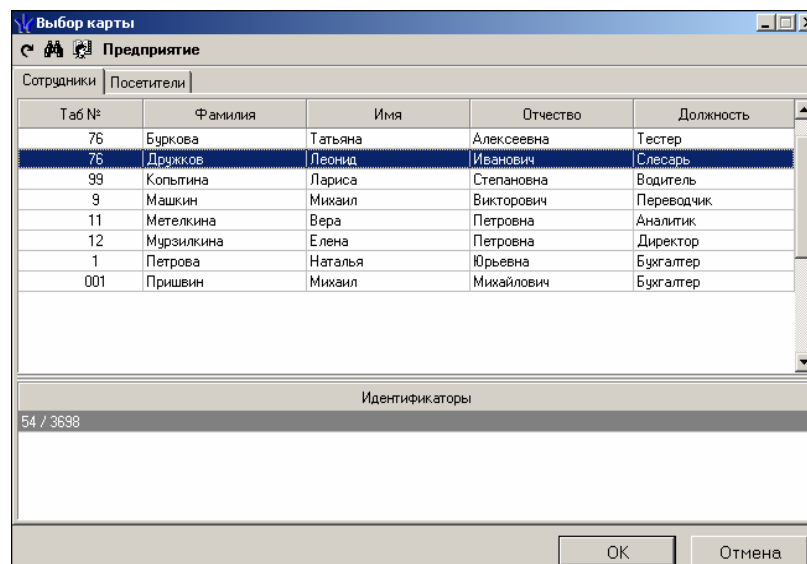 Выбор карты
Предприятие
Сотрудники Посетители
Таб № Фамилия Имя Отчество Должность
76 Буркова Татьяна Алексеевна Тестер
76 Дружков Леонид Иванович Слесарь
99 Копытина Лариса Степановна Водитель
9 Машкин Михаил Викторович Переводчик
11 Метелкина Вера Петровна Аналитик
12 Мурзилкина Елена Петровна Директор
1 Петрова Наталья Юрьевна Бухгалтер
001 Пришвин Михаил Михайлович Бухгалтер
Идентификаторы
54 / 3698
OK Отмена